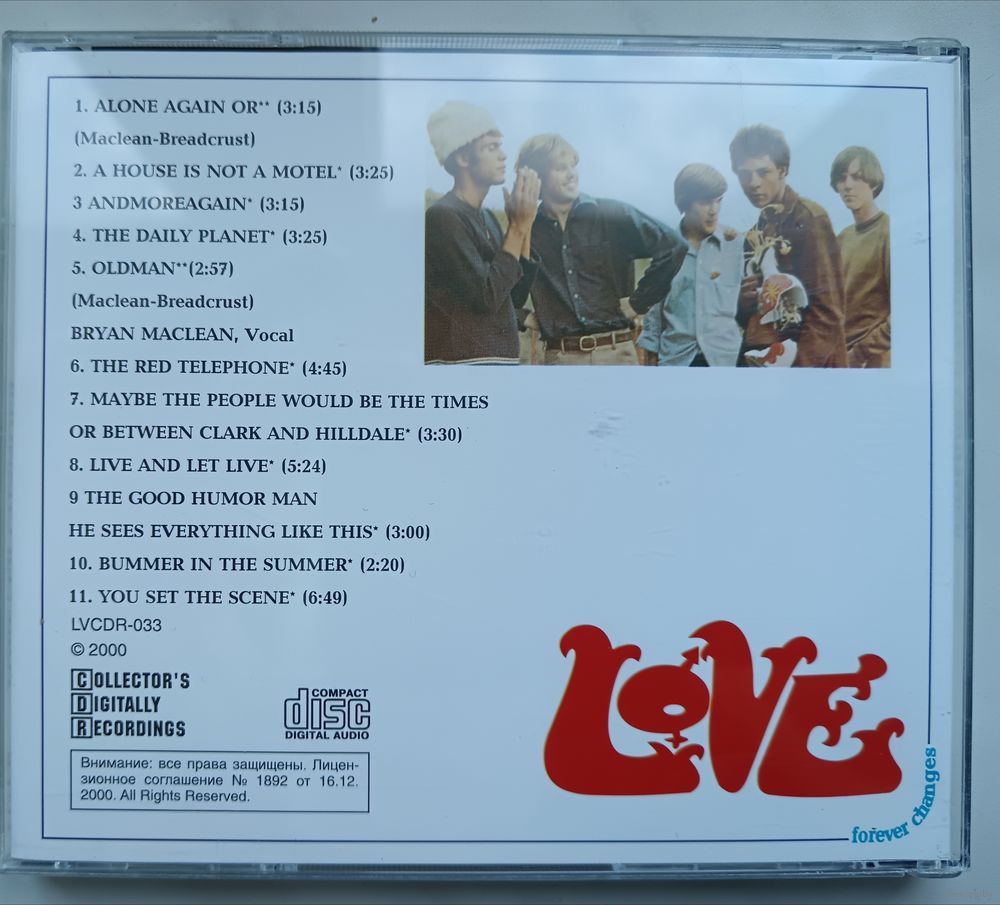 1. ALONE AGAIN OR** (3:15)
(Maclean-Breadcrust)
2. A HOUSE IS NOT A MOTEL* (3:25)
3 ANDMOREAGAIN* (3:15)
4. THE DAILY PLANET* (3:25)
5. OLDMAN**(2:57)
(Maclean-Breadcrust)
BRYAN MACLEAN, Vocal
6. THE RED TELEPHONE* (4:45)
7. MAYBE THE PEOPLE WOULD BE THE TIMES
OR BETWEEN CLARK AND HILLDALE* (3:30)
8. LIVE AND LET LIVE* (5:24)
9 THE GOOD HUMOR MAN
HE SEES EVERYTHING LIKE THIS* (3:00)
10. BUMMER IN THE SUMMER* (2:20)
11. YOU SET THE SCENE* (6:49)
LVCDR-033
© 2000
COLLECTOR'S
DIGITALLY
RECORDINGS
COMPACT
disc
DIGITAL AUDIO
Внимание: все права защищены. Лицен-
зионное соглашение № 1892 от 16.12.
2000. All Rights Reserved.
LOVE
forever changes